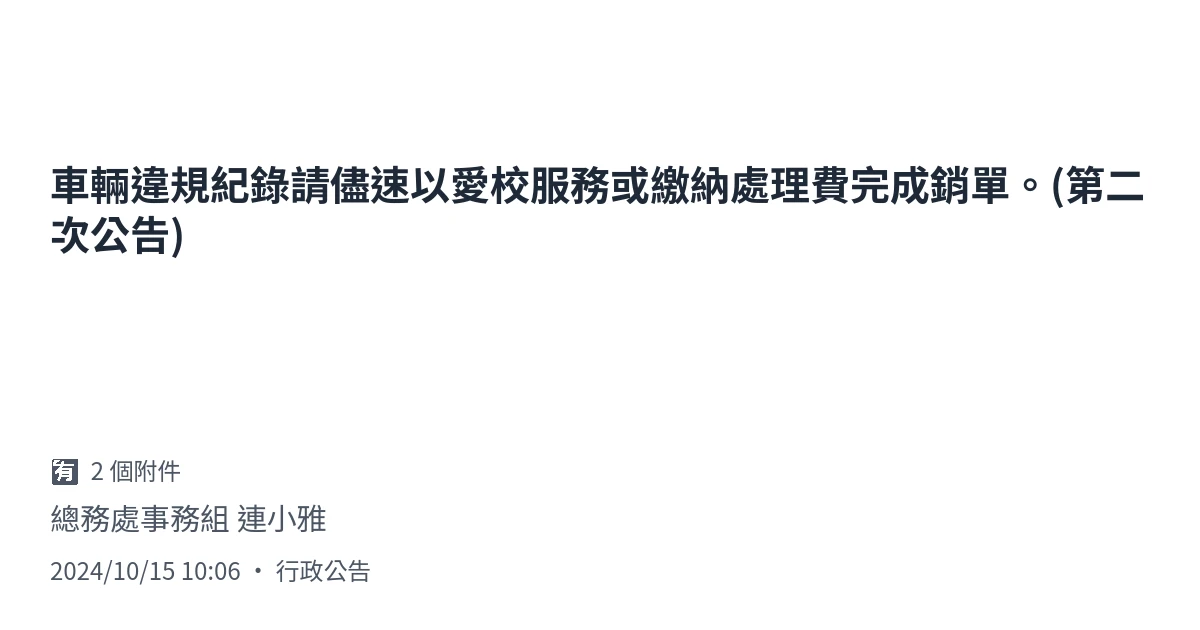 車輛違規紀錄請儘速以愛校服務或繳納處理費完成銷單。(第二
次公告)
有 2 個附件
總務處事務組 連小雅
2024/10/15 10:06 • 行政公告